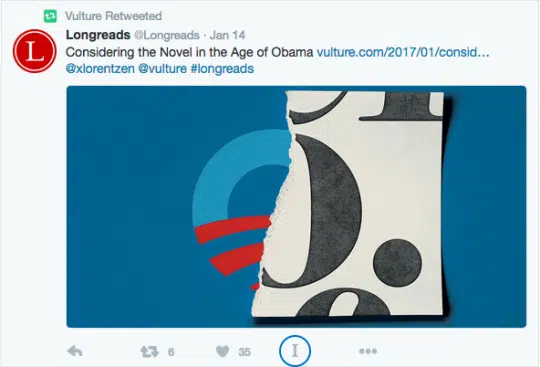 Vulture Retweeted
Longreads @Longreads · Jan 14
Considering the Novel in the Age of Obama vulture.com/2017/01/consid…
@xlorentzen @vulture #longreads
L
6
35
I